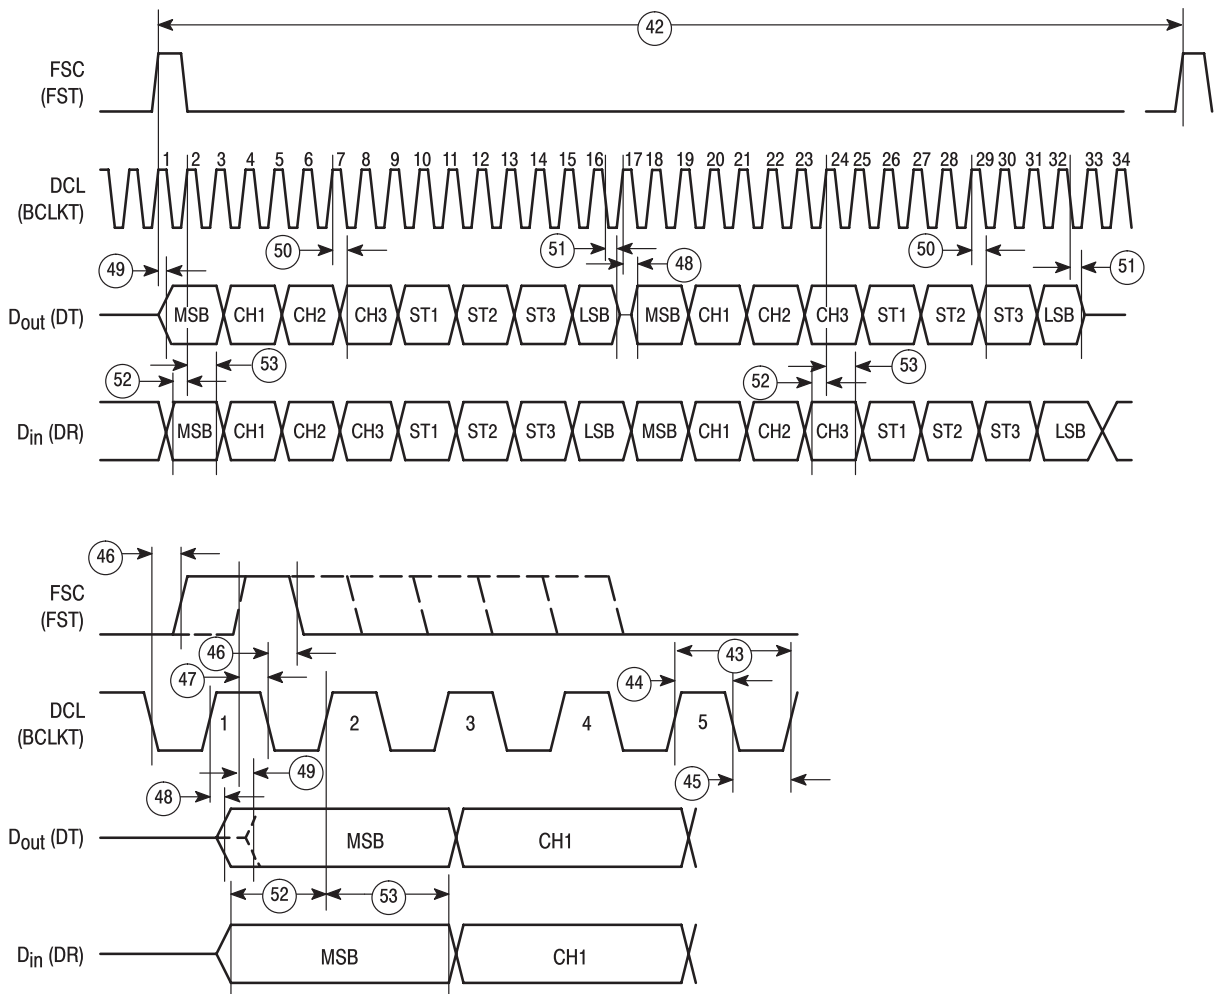 42
FSC
(FST)
1 2 3 4 5 6 7 8 9 10 11 12 13 14 15 16 17 18 19 20 21 22 23 24 25 26 27 28 29 30 31 32 33 34
DCL
(BCLKT)
50 51 50
49 48 51
Dout (DT) MSB CH1 CH2 CH3 ST1 ST2 ST3 LSB MSB CH1 CH2 CH3 ST1 ST2 ST3 LSB
53 53
52 52
Din (DR) MSB CH1 CH2 CH3 ST1 ST2 ST3 LSB MSB CH1 CH2 CH3 ST1 ST2 ST3 LSB
46
FSC
(FST)
46 43
47 44
DCL
(BCLKT)
1 2 3 4 5
49 45
48
Dout (DT) MSB CH1
52 53
Din (DR) MSB CH1